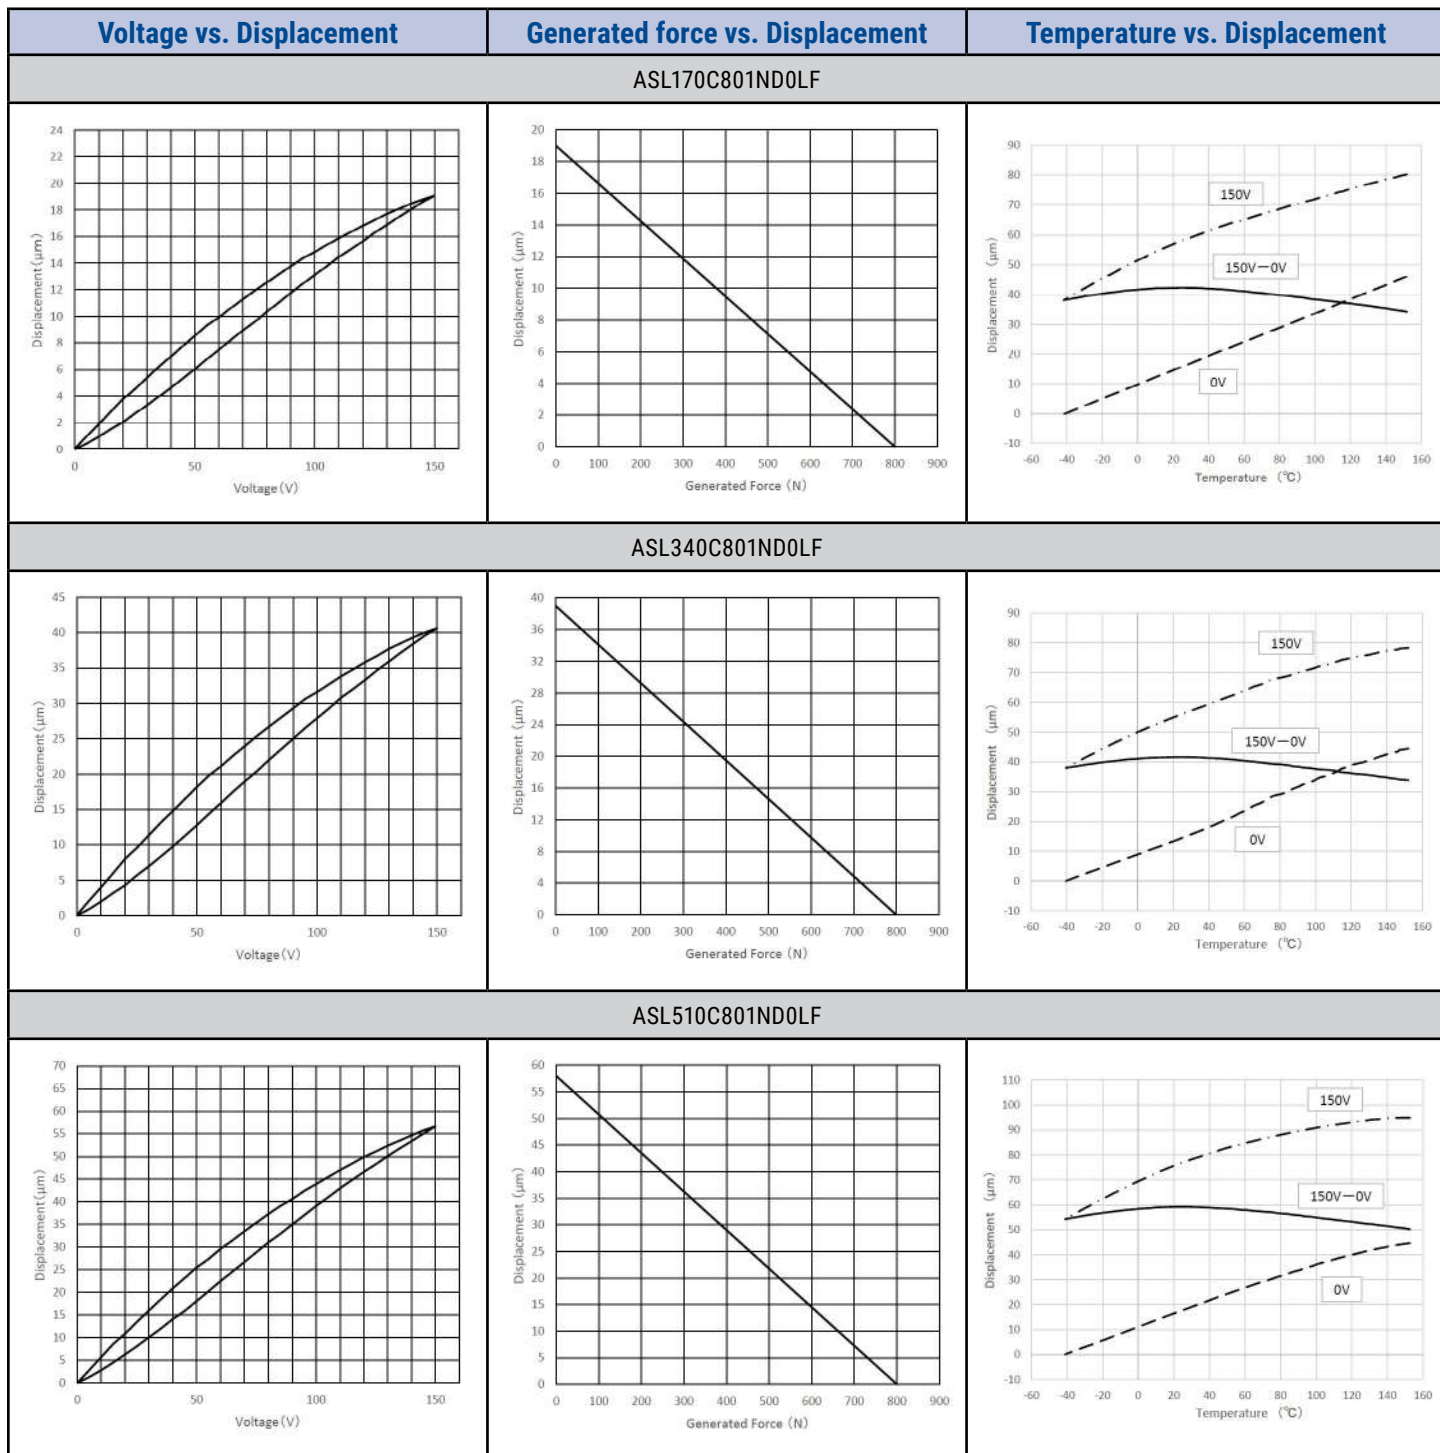 Voltage vs. Displacement
Generated force vs. Displacement
Temperature vs. Displacement
ASL170C801ND0LF
24
22
20
18
16
14
12
10
8
6
4
2
0
Displacement(μm)
0 50 100 150
Voltage(V)
20
18
16
14
12
10
8
6
4
2
0
Displacement (μm)
0 100 200 300 400 500 600 700 800 900
Generated Force (N)
90
80
70
60
50
40
30
20
10
0
-10
Displacement (μm)
150V
150V－0V
0V
-60 -40 -20 0 20 40 60 80 100 120 140 160
Temperature (℃)
ASL340C801ND0LF
45
40
35
30
25
20
15
10
5
0
Displacement(μm)
0 50 100 150
Voltage(V)
40
36
32
28
24
20
16
12
8
4
0
Displacement (μm)
0 100 200 300 400 500 600 700 800 900
Generated Force (N)
90
80
70
60
50
40
30
20
10
0
-10
Displacement (μm)
150V
150V－0V
0V
-60 -40 -20 0 20 40 60 80 100 120 140 160
Temperature (℃)
ASL510C801ND0LF
70
65
60
55
50
45
40
35
30
25
20
15
10
5
0
Displacement(μm)
0 50 100 150
Voltage(V)
60
55
50
45
40
35
30
25
20
15
10
5
0
Displacement (μm)
0 100 200 300 400 500 600 700 800 900
Generated Force (N)
110
100
90
80
70
60
50
40
30
20
10
0
-10
Displacement (μm)
150V
150V－0V
0V
-60 -40 -20 0 20 40 60 80 100 120 140 160
Temperature (℃)